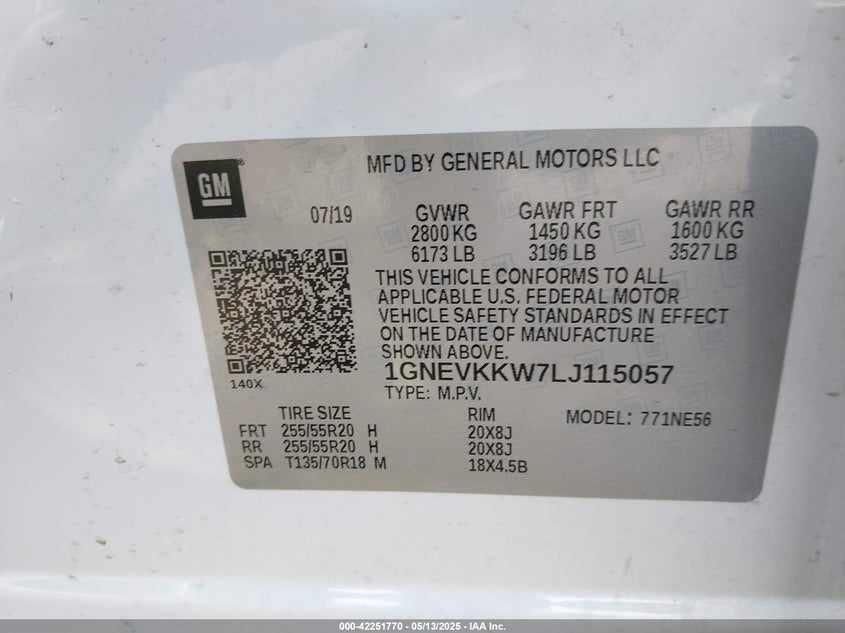 GM
MFD BY GENERAL MOTORS LLC
07/19
GVWR GAWR FRT GAWR RR
2800 KG 1450 KG 1600 KG
6173 LB 3196 LB 3527 LB
THIS VEHICLE CONFORMS TO ALL
APPLICABLE U.S. FEDERAL MOTOR
VEHICLE SAFETY STANDARDS IN EFFECT
ON THE DATE OF MANUFACTURE
SHOWN ABOVE.
140X
1GNEVKKW7LJ115057
TYPE: M.P.V.
TIRE SIZE RIM MODEL: 771NE56
FRT 255/55R20 H 20X8J
RR 255/55R20 H 20X8J
SPA T135/70R18 M 18X4.5B
000-42251770 - 05/13/2025 - IAA Inc.